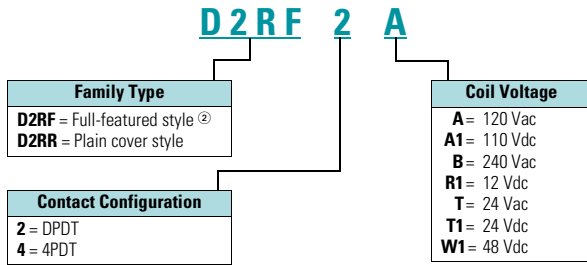 D2RF 2 A
Family Type
D2RF = Full-featured style ②
D2RR = Plain cover style
Contact Configuration
2 = DPDT
4 = 4PDT
Coil Voltage
A = 120 Vac
A1 = 110 Vdc
B = 240 Vac
R1 = 12 Vdc
T = 24 Vac
T1 = 24 Vdc
W1 = 48 Vdc